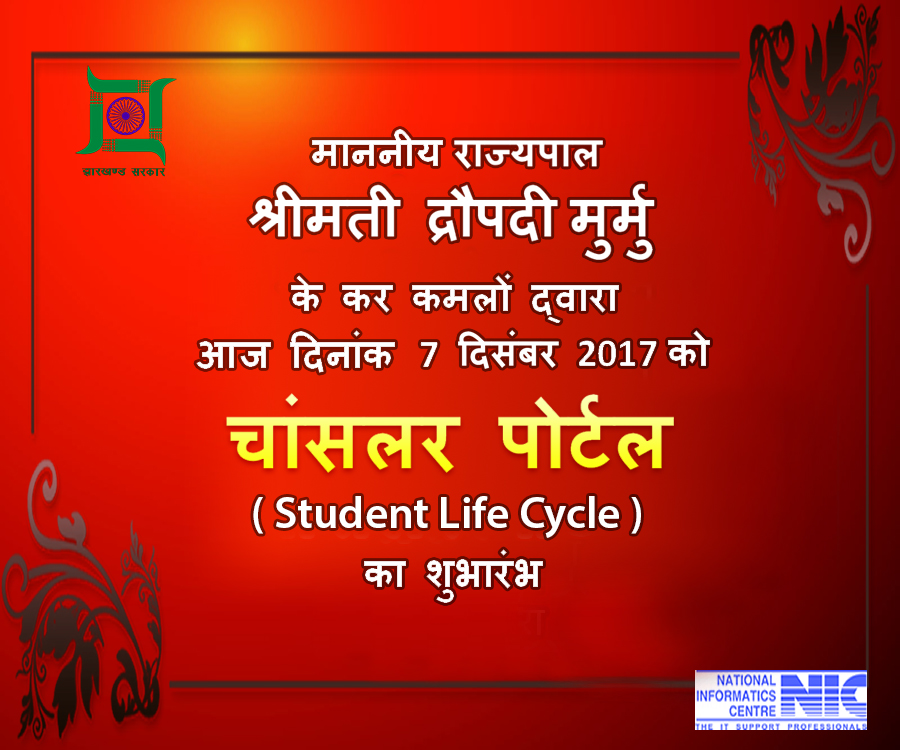 झारखण्ड सरकार
माननीय राज्यपाल
श्रीमती द्रौपदी मुर्मु
के कर कमलों द्वारा
आज दिनांक 7 दिसंबर 2017 को
चांसलर पोर्टल
( Student Life Cycle )
का शुभारंभ
NATIONAL
INFORMATICS
CENTRE
NIC
THE IT SUPPORT PROFESSIONALS